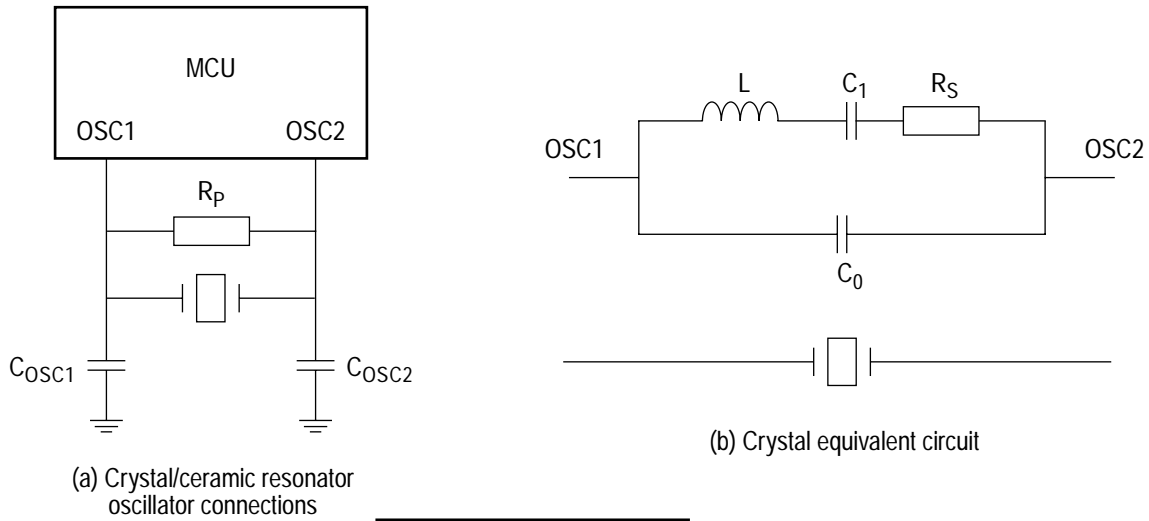 MCU
OSC1 OSC2
R_P
C_OSC1 C_OSC2
(a) Crystal/ceramic resonator
oscillator connections
L C_1 R_S
OSC1 OSC2
C_0
(b) Crystal equivalent circuit